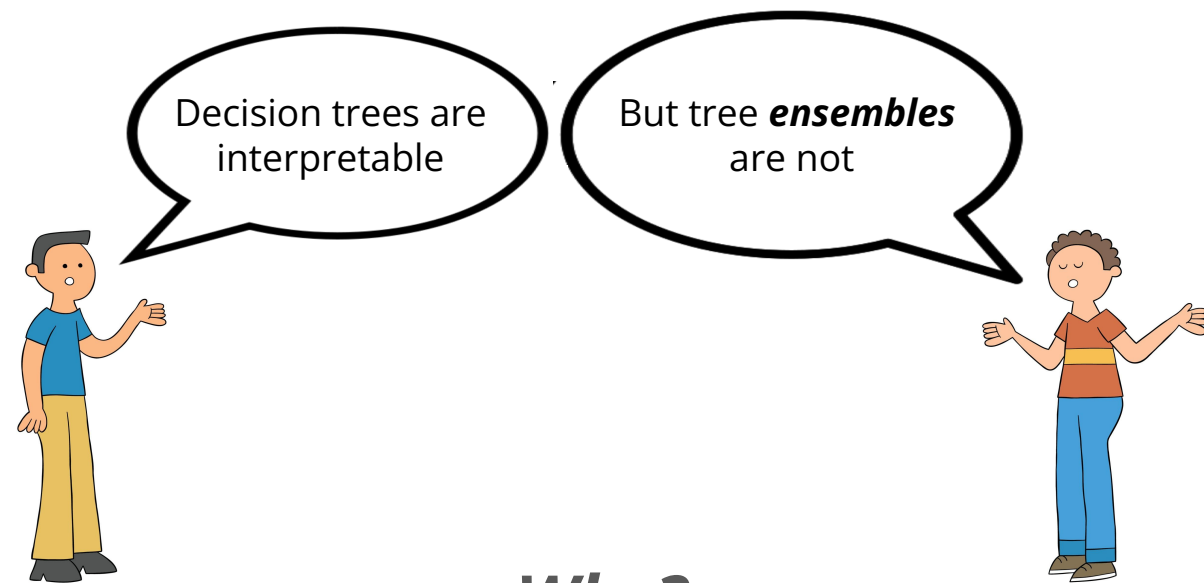 Decision trees are
interpretable
But tree ensembles
are not